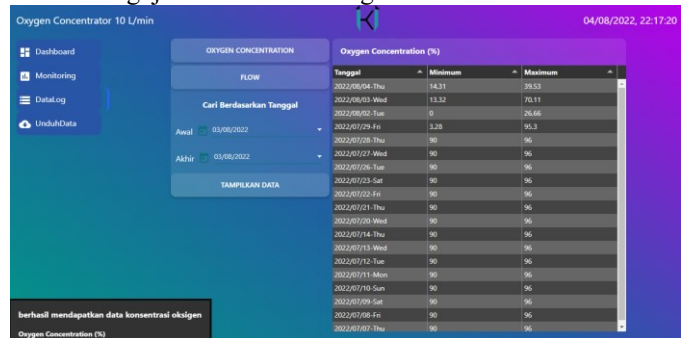 Oxygen Concentrator 10 L/min
04/08/2022, 22:17:20
Dashboard
Monitoring
DataLog
UnduhData
OXYGEN CONCENTRATION
FLOW
Cari Berdasarkan Tanggal
Awal 03/08/2022
Akhir 03/08/2022
TAMPILKAN DATA
Oxygen Concentration (%)
Tanggal Minimum Maximum
2022/08/04-Thu 14.31 39.53
2022/08/03-Wed 13.32 70.11
2022/08/02-Tue 0 26.66
2022/07/29-Fri 3.28 95.3
2022/07/28-Thu 90 96
2022/07/27-Wed 90 96
2022/07/26-Tue 90 96
2022/07/23-Sat 90 96
2022/07/22-Fri 90 96
2022/07/21-Thu 90 96
2022/07/20-Wed 90 96
2022/07/14-Thu 90 96
2022/07/13-Wed 90 96
2022/07/12-Tue 90 96
2022/07/11-Mon 90 96
2022/07/10-Sun 90 96
2022/07/09-Sat 90 96
2022/07/08-Fri 90 96
2022/07/07-Thu 90 96
berhasil mendapatkan data konsentrasi oksigen
Oxygen Concentration (%)